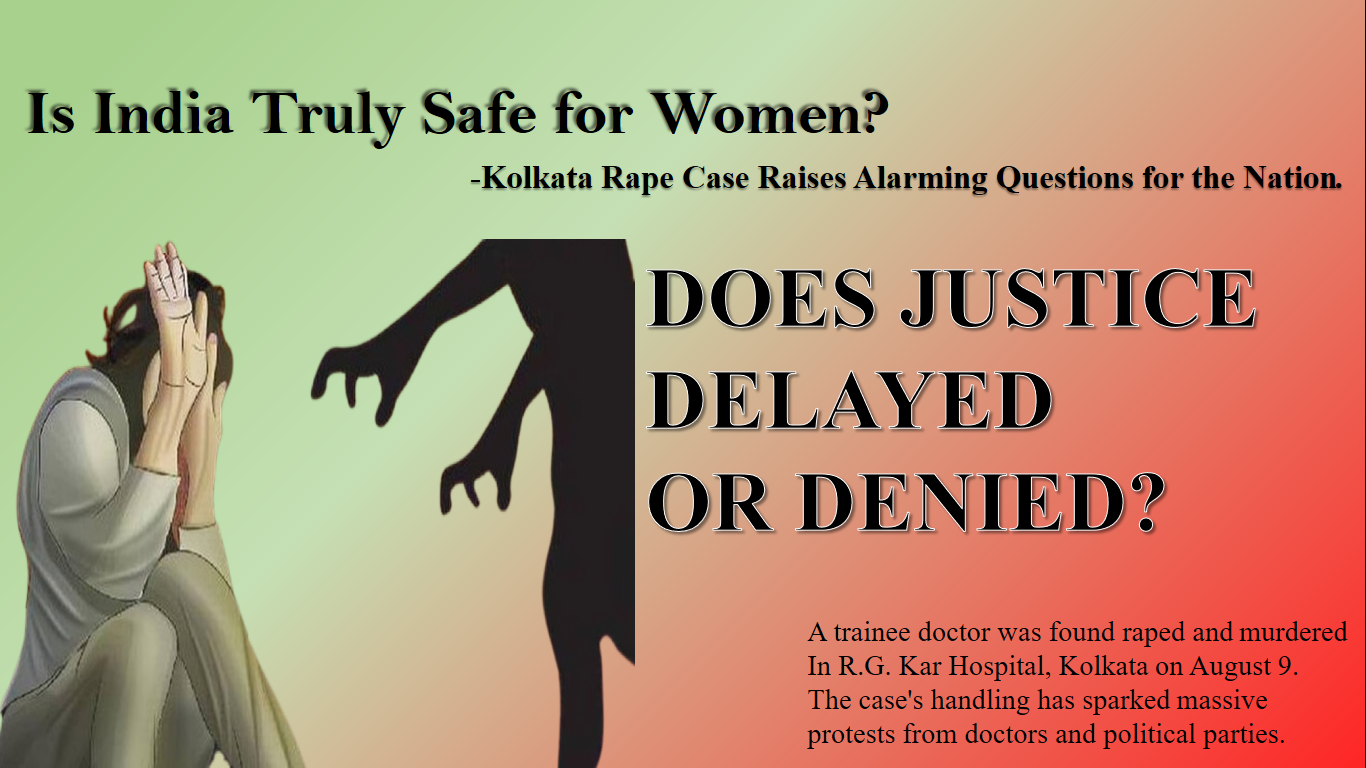 Is India Truly Safe for Women?
-Kolkata Rape Case Raises Alarming Questions for the Nation.
DOES JUSTICE
DELAYED
OR DENIED?
A trainee doctor was found raped and murdered
In R.G. Kar Hospital, Kolkata on August 9.
The case's handling has sparked massive
protests from doctors and political parties.